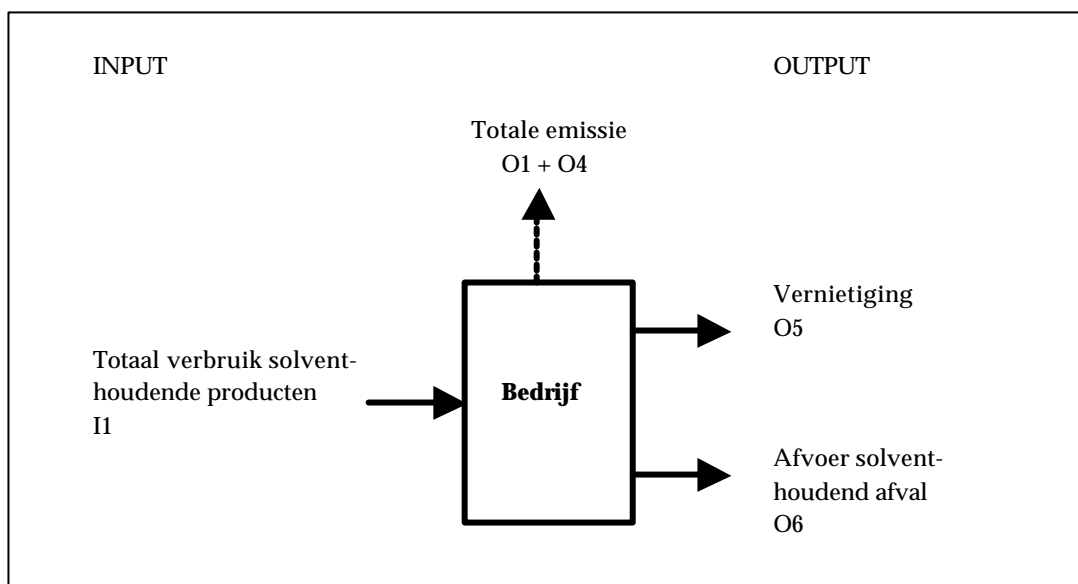 INPUT
OUTPUT
Totale emissie
O1 + O4
Vernietiging
O5
Totaal verbruik solvent-
houdende producten
I1
Bedrijf
Afvoer solvent-
houdend afval
O6